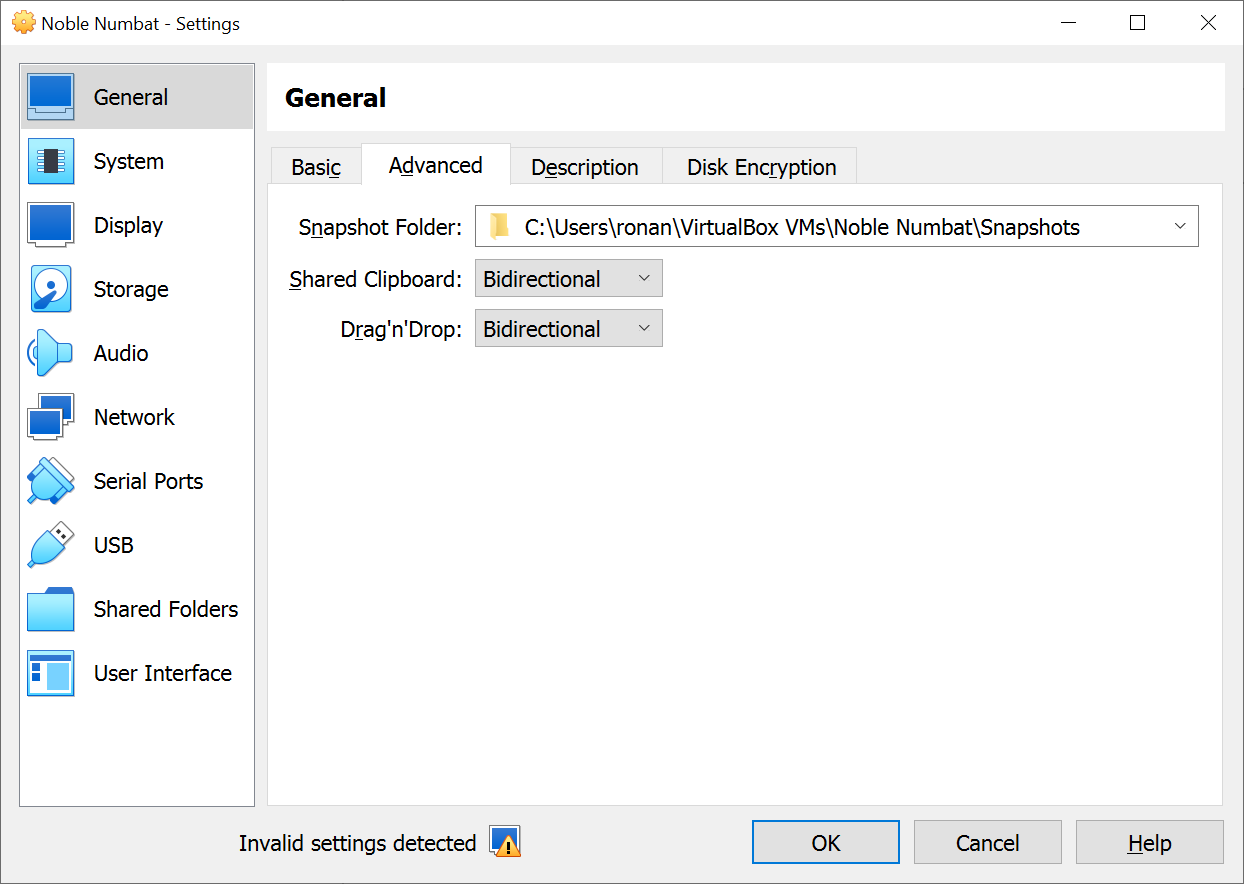 Noble Numbat - Settings
General
System
Display
Storage
Audio
Network
Serial Ports
USB
Shared Folders
User Interface
General
Basic Advanced Description Disk Encryption
Snapshot Folder: C:\Users\ronan\VirtualBox VMs\Noble Numbat\Snapshots
Shared Clipboard: Bidirectional
Drag'n'Drop: Bidirectional
Invalid settings detected
OK Cancel Help